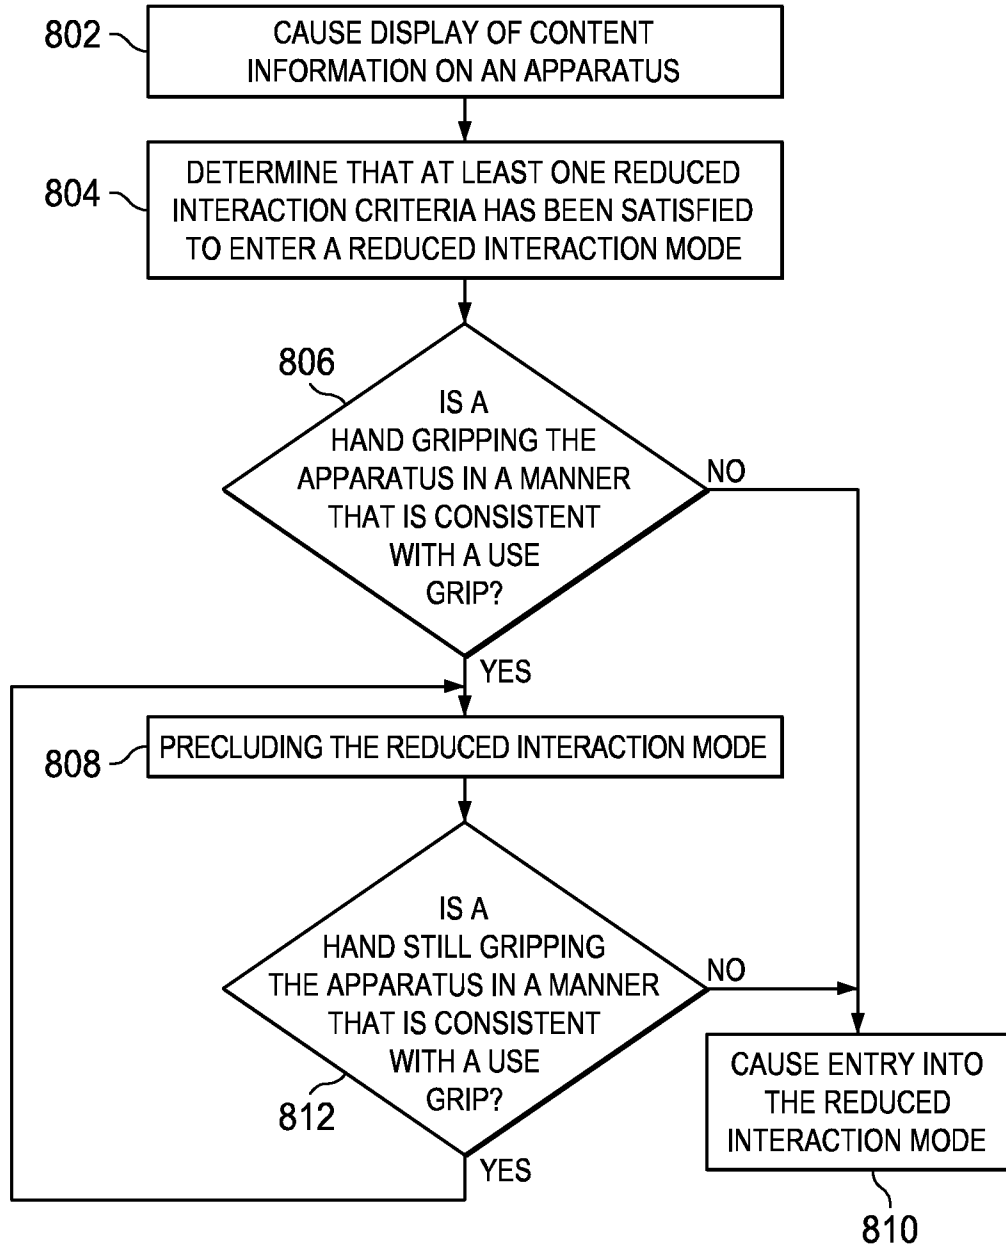 802
CAUSE DISPLAY OF CONTENT
INFORMATION ON AN APPARATUS
804
DETERMINE THAT AT LEAST ONE REDUCED
INTERACTION CRITERIA HAS BEEN SATISFIED
TO ENTER A REDUCED INTERACTION MODE
806
IS A
HAND GRIPPING THE
APPARATUS IN A MANNER
THAT IS CONSISTENT
WITH A USE
GRIP?
NO
YES
808
PRECLUDING THE REDUCED INTERACTION MODE
IS A
HAND STILL GRIPPING
THE APPARATUS IN A MANNER
THAT IS CONSISTENT
WITH A USE
GRIP?
812
NO
YES
CAUSE ENTRY INTO
THE REDUCED
INTERACTION MODE
810